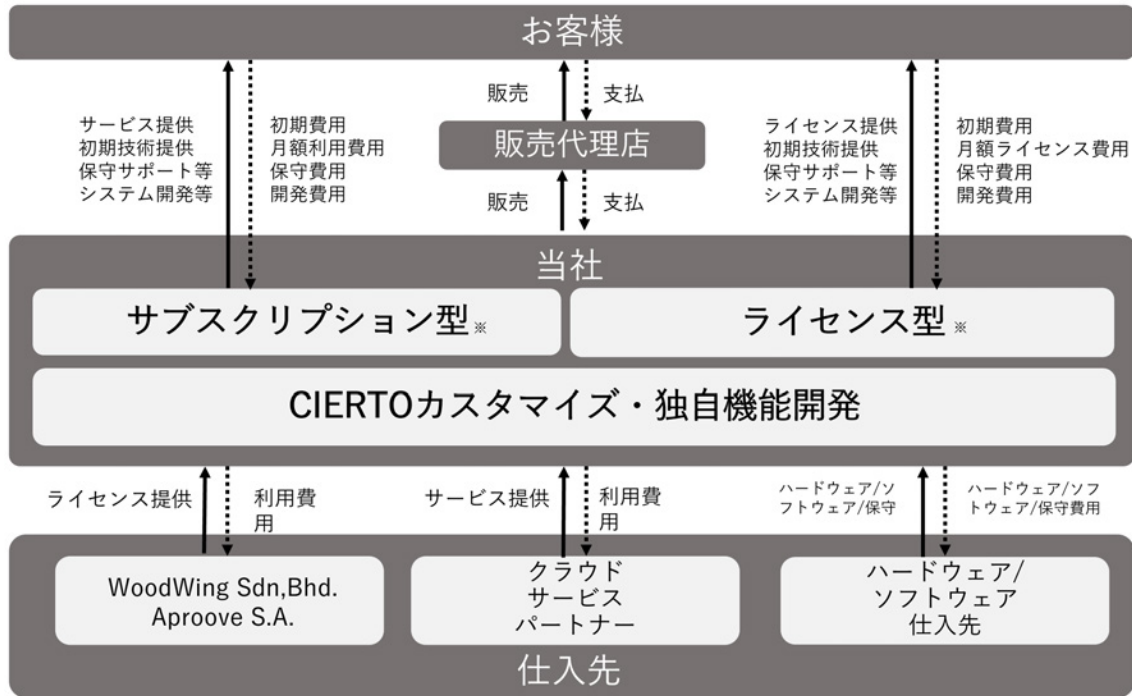 お客様
サービス提供
初期技術提供
保守サポート等
システム開発等
初期費用
月額利用費用
保守費用
開発費用
販売
支払
販売代理店
販売
支払
ライセンス提供
初期技術提供
保守サポート等
システム開発等
初期費用
月額ライセンス費用
保守費用
開発費用
当社
サブスクリプション型※
ライセンス型※
CIERTOカスタマイズ・独自機能開発
ライセンス提供
利用費
用
サービス提供
利用費
用
ハードウェア/ソ
フトウェア/保守
ハードウェア/ソフ
トウェア/保守費用
WoodWing Sdn,Bhd.
Aproove S.A.
クラウド
サービス
パートナー
ハードウェア/
ソフトウェア
仕入先
仕入先